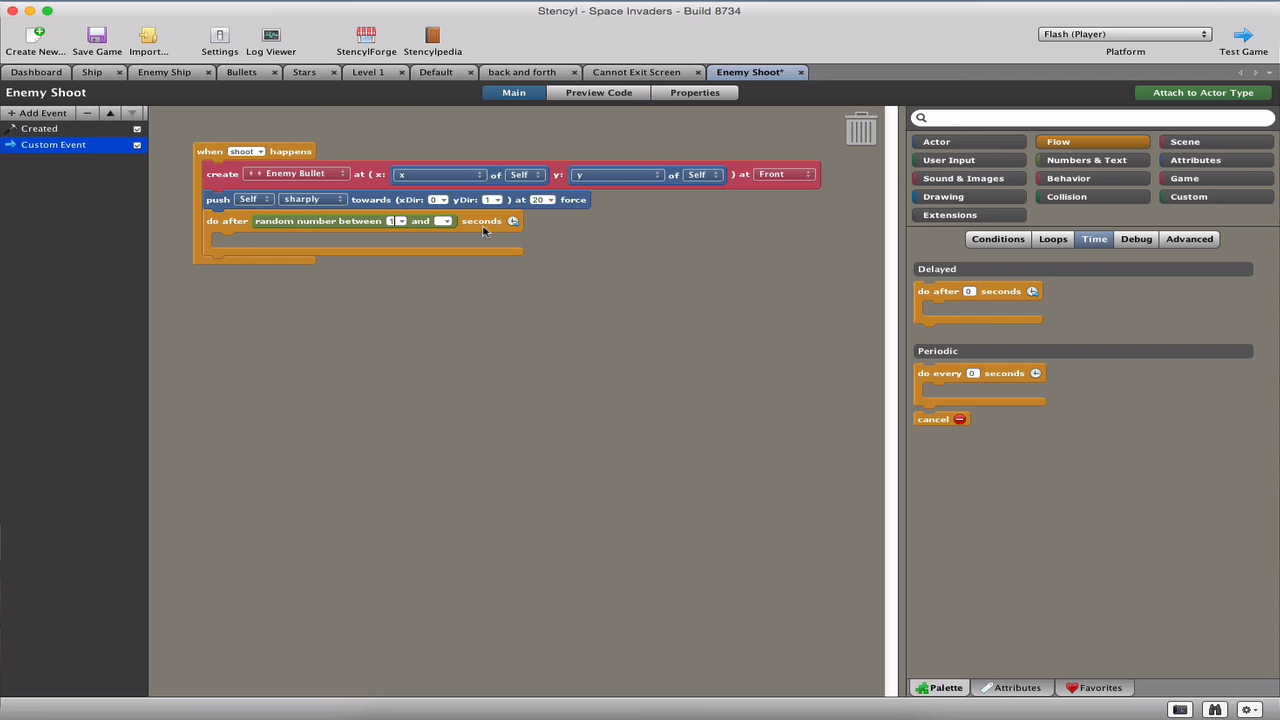 Stencyl - Space Invaders - Build 8734
Create New... Save Game Import... Settings Log Viewer StencylForge Stencylpedia Flash (Player) Platform Test Game
Dashboard Ship Enemy Ship Bullets Stars Level 1 Default back and forth Cannot Exit Screen Enemy Shoot*
Enemy Shoot Main Preview Code Properties Attach to Actor Type
+ Add Event
Created
Custom Event
when shoot happens
create Enemy Bullet at ( x: x of Self y: y of Self ) at Front
push Self sharply towards (xDir: 0 yDir: 1 ) at 20 force
do after random number between 1 and seconds
Actor Flow Scene
User Input Numbers & Text Attributes
Sound & Images Behavior Game
Drawing Collision Custom
Extensions
Conditions Loops Time Debug Advanced
Delayed
do after 0 seconds
Periodic
do every 0 seconds
cancel
Palette Attributes Favorites